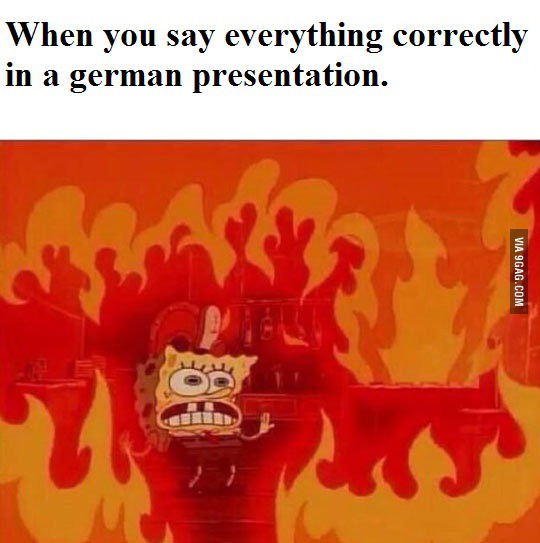 When you say everything correctly
in a german presentation.
VIA 9GAG.COM